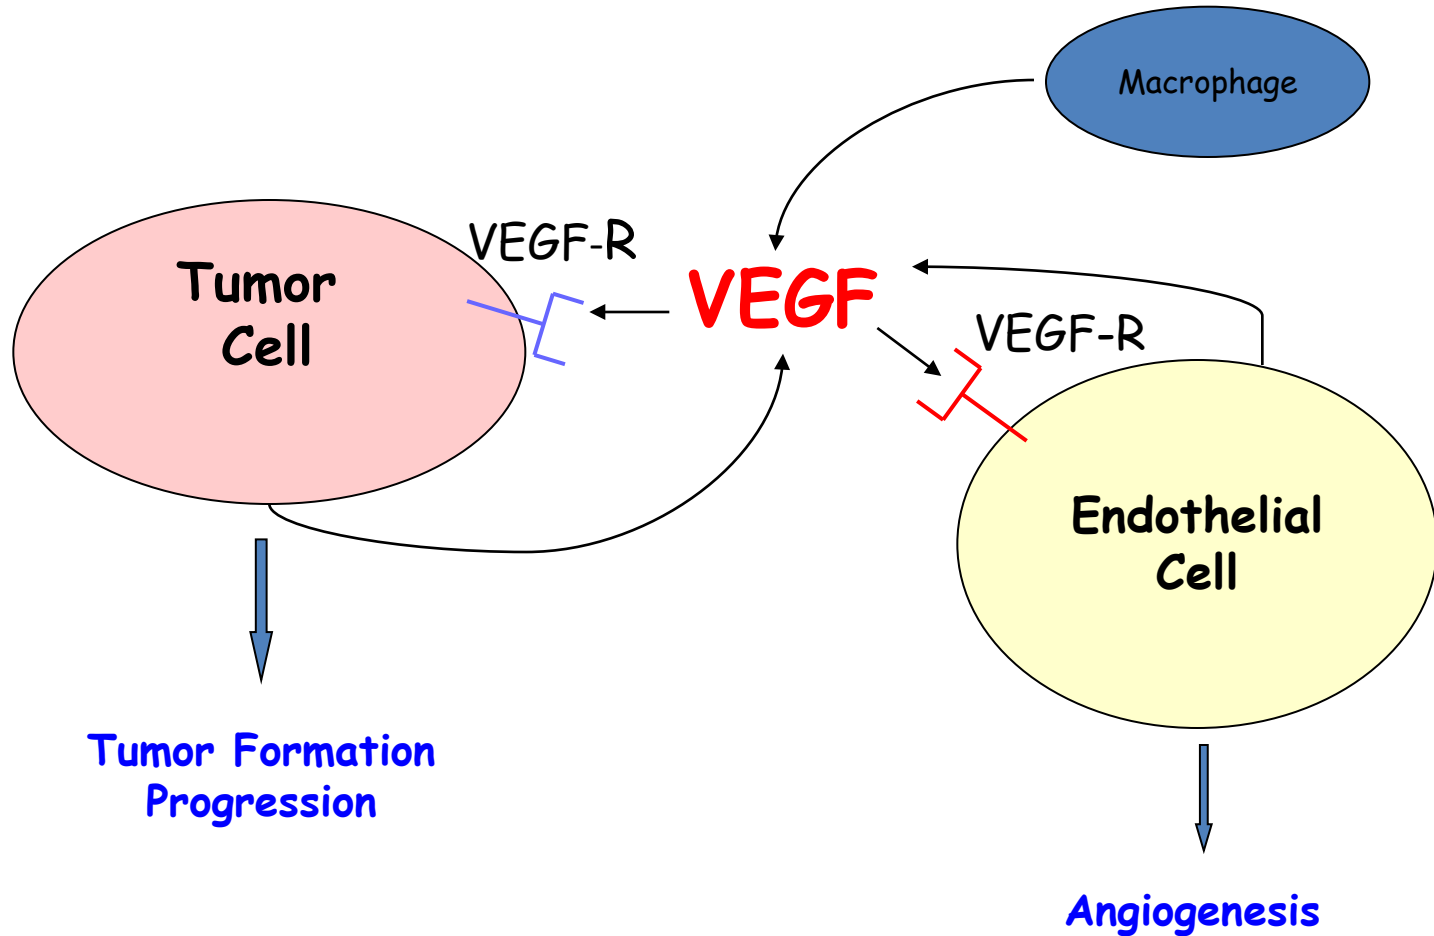 Macrophage
VEGF-R
Tumor
Cell
VEGF
VEGF-R
Endothelial
Cell
Tumor Formation
Progression
Angiogenesis